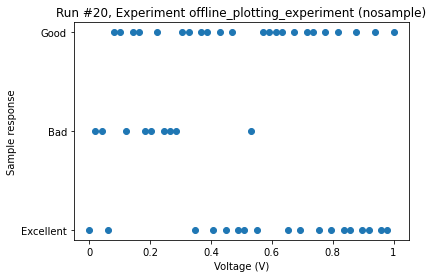 Run #20, Experiment offline_plotting_experiment (nosample)
Good
Bad
Excellent
Sample response
0 0.2 0.4 0.6 0.8 1
Voltage (V)